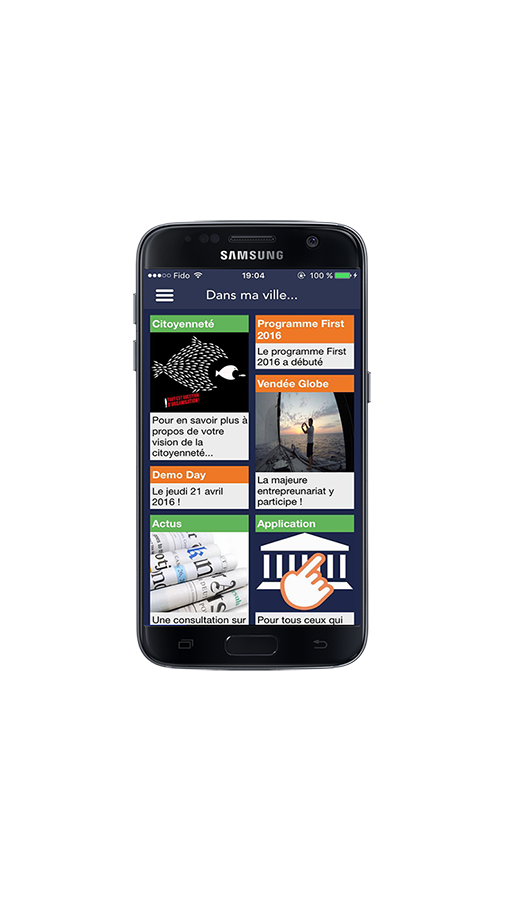 SAMSUNG
Fido 19:04 100 %
Dans ma ville...
Citoyenneté
Pour en savoir plus à
propos de votre
vision de la
citoyenneté...
Demo Day
Le jeudi 21 avril
2016 !
Actus
Une consultation sur
Programme First
2016
Le programme First
2016 a débuté
Vendée Globe
La majeure
entrepreunariat y
participe !
Application
Pour tous ceux qui